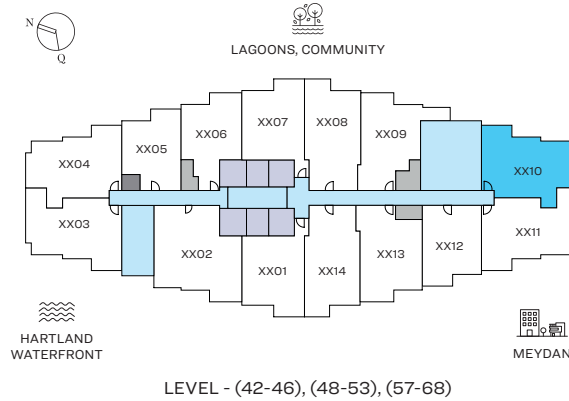 N
Q
LAGOONS, COMMUNITY
XX07
XX08
XX06
XX09
XX05
XX04
XX10
XX03
XX11
XX02
XX12
XX13
XX01
XX14
HARTLAND
WATERFRONT
MEYDAN
LEVEL - (42-46), (48-53), (57-68)